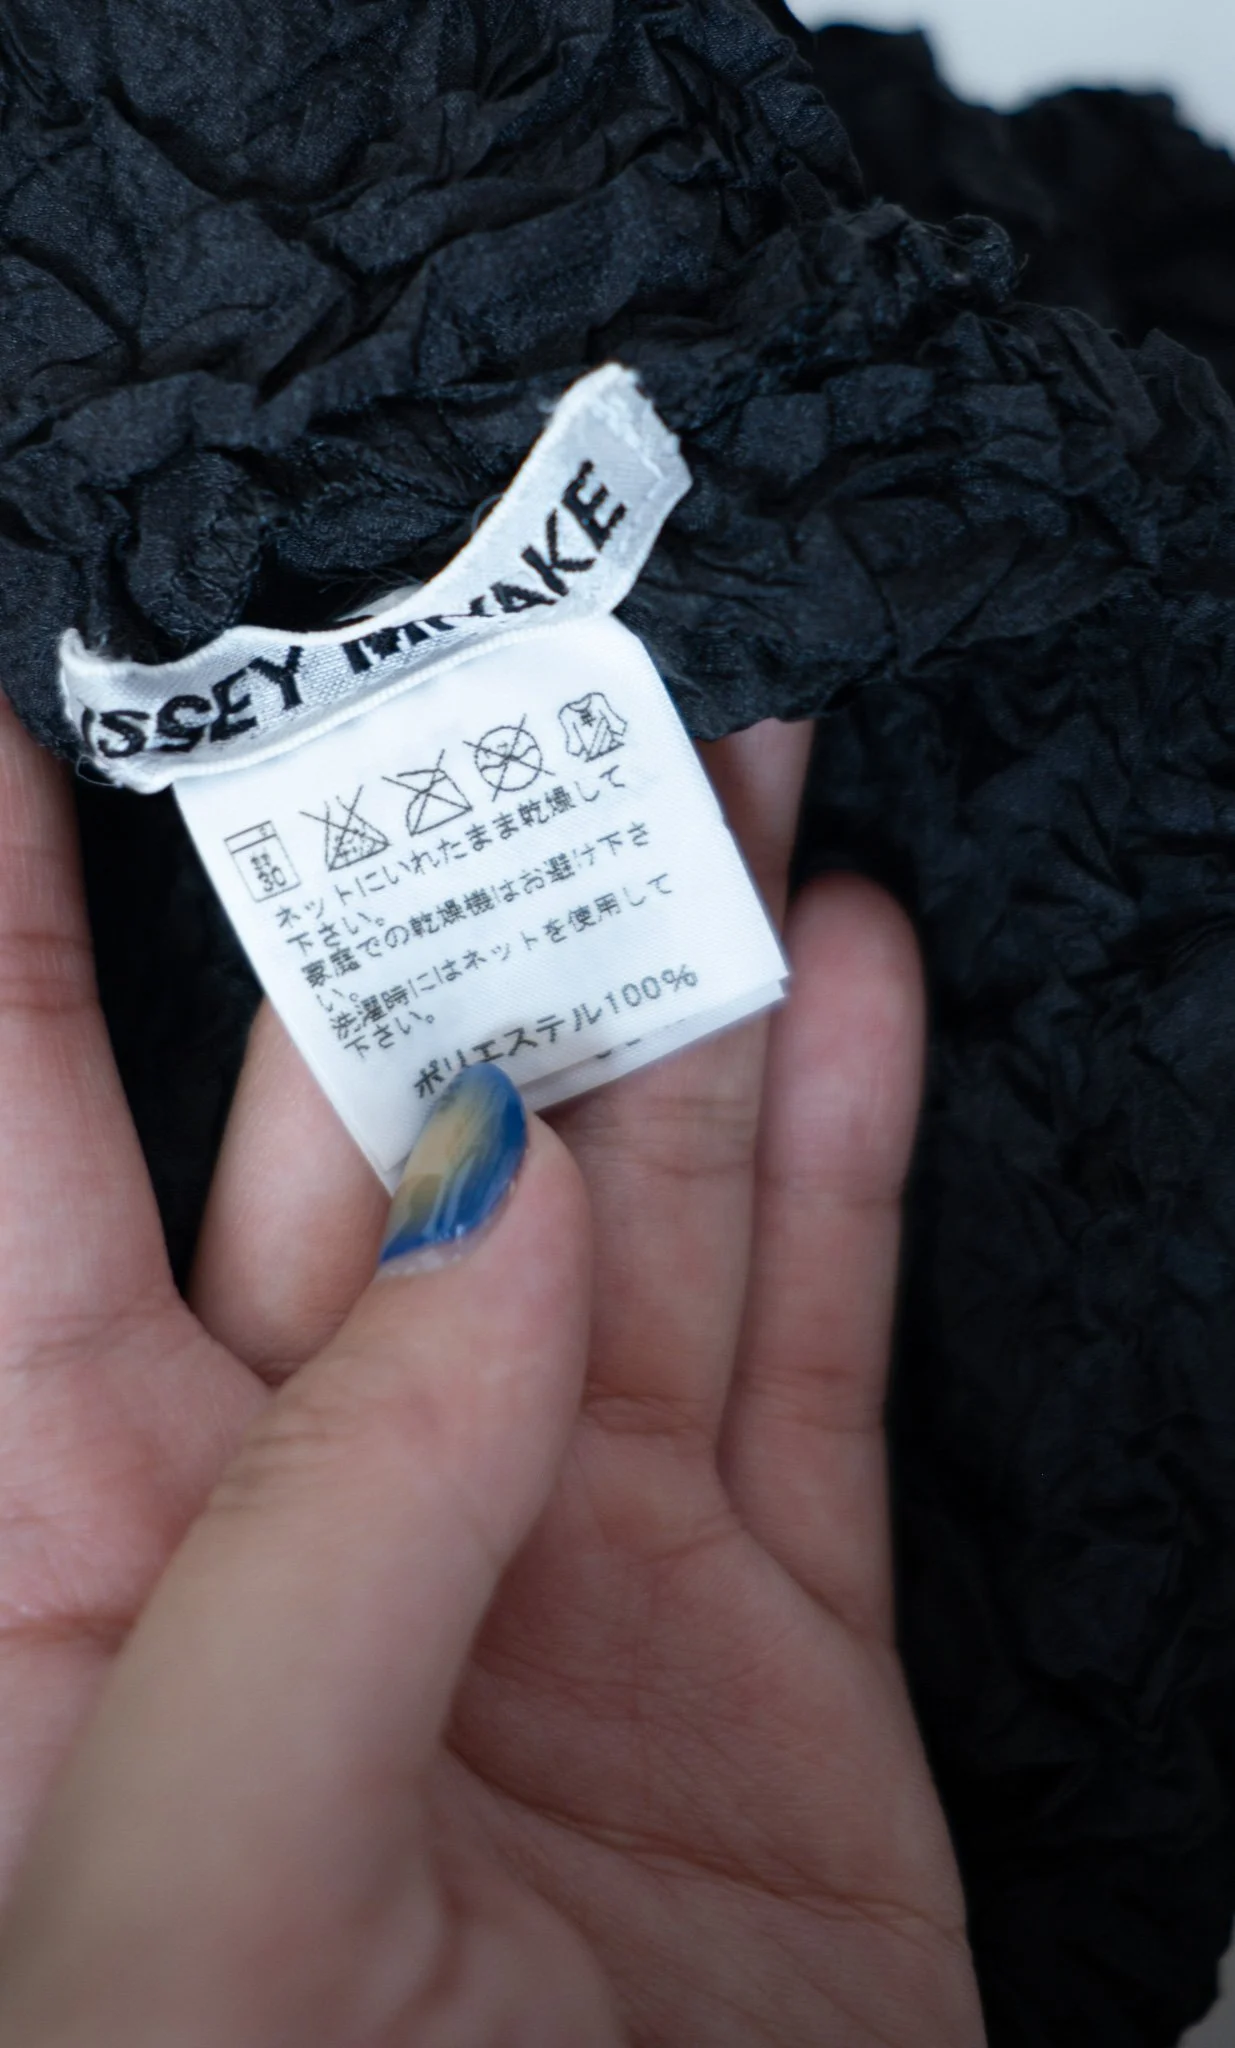 ISSEY MIYAKE
30
ネットにいれたまま乾燥して
下さい。
家庭での乾燥機はお避け下さ
い。
洗濯時にはネットを使用して
下さい。
ポリエステル100%